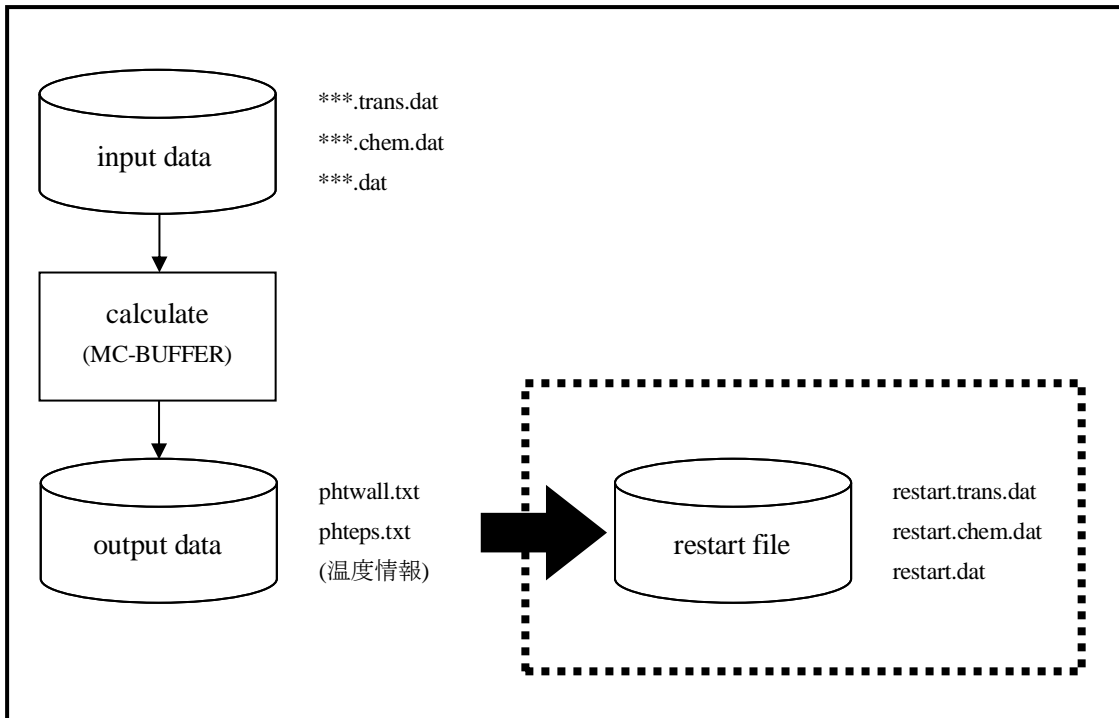 input data
***.trans.dat
***.chem.dat
***.dat
calculate
(MC-BUFFER)
output data
phtwall.txt
phteps.txt
(温度情報)
restart file
restart.trans.dat
restart.chem.dat
restart.dat